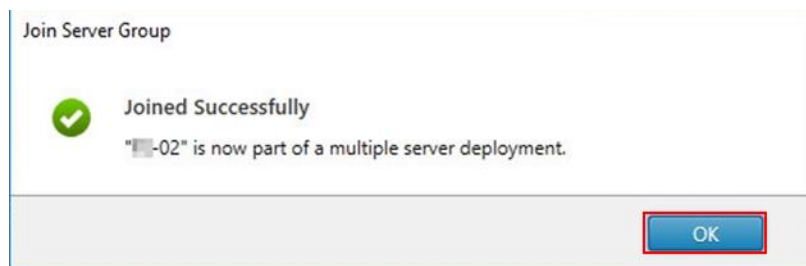 Join Server Group
Joined Successfully
"-02" is now part of a multiple server deployment.
OK